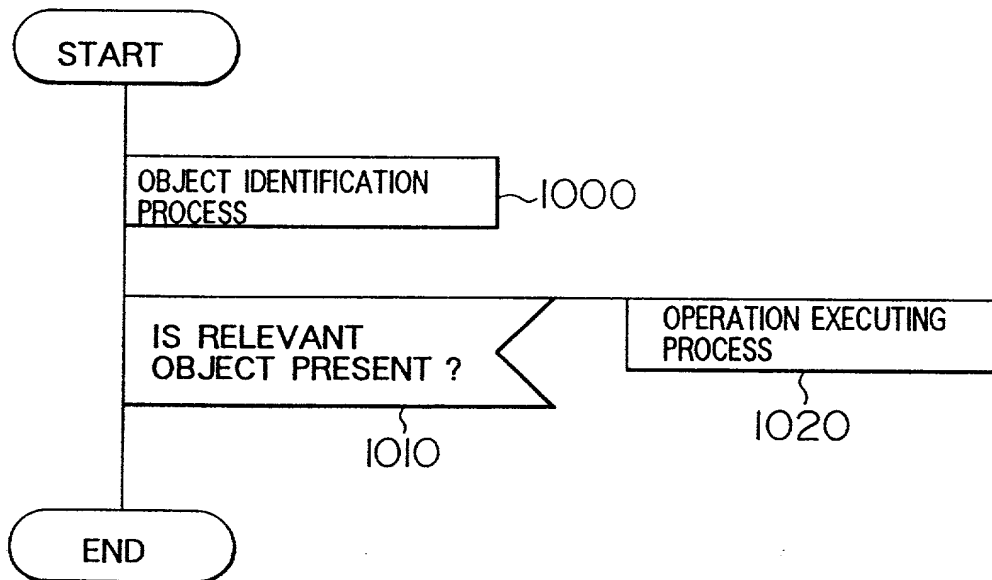 START
OBJECT IDENTIFICATION
PROCESS
1000
IS RELEVANT
OBJECT PRESENT ?
1010
OPERATION EXECUTING
PROCESS
1020
END